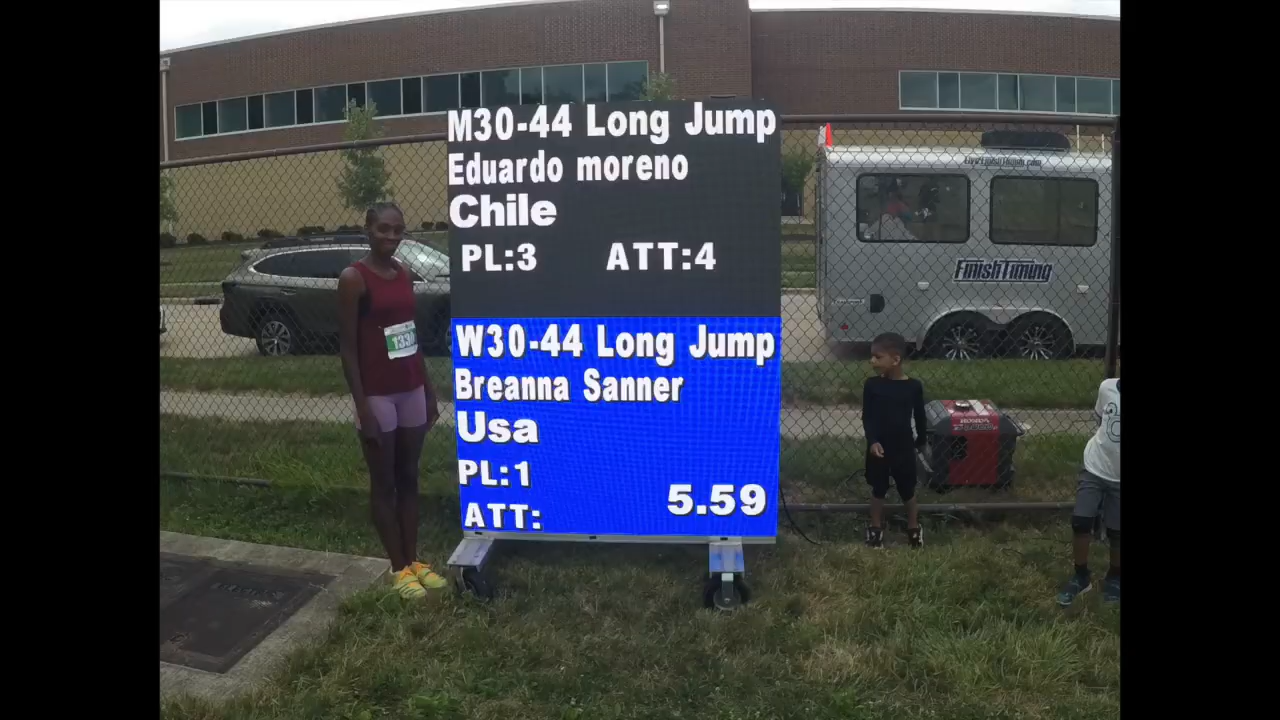 M30-44 Long Jump
Eduardo moreno
Chile
PL:3 ATT:4
W30-44 Long Jump
Breanna Sanner
Usa
PL:1
ATT: 5.59
FinishTiming
HONDA